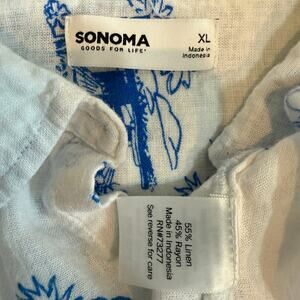 SONOMA
GOODS FOR LIFE
XL
Made in
Indonesia
55% Linen
45% Rayon
Made in Indonesia
RN#73277
See reverse for care